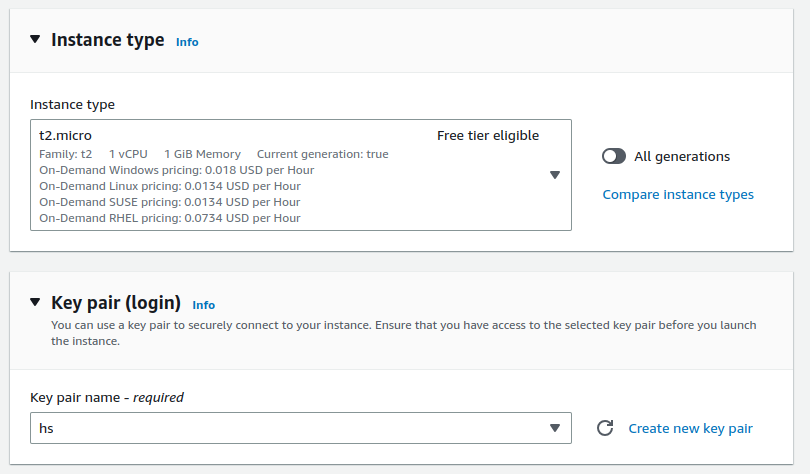 Instance type Info
Instance type
t2.micro Free tier eligible
Family: t2 1 vCPU 1 GiB Memory Current generation: true
On-Demand Windows pricing: 0.018 USD per Hour
On-Demand Linux pricing: 0.0134 USD per Hour
On-Demand SUSE pricing: 0.0134 USD per Hour
On-Demand RHEL pricing: 0.0734 USD per Hour
All generations
Compare instance types
Key pair (login) Info
You can use a key pair to securely connect to your instance. Ensure that you have access to the selected key pair before you launch
the instance.
Key pair name - required
hs
Create new key pair